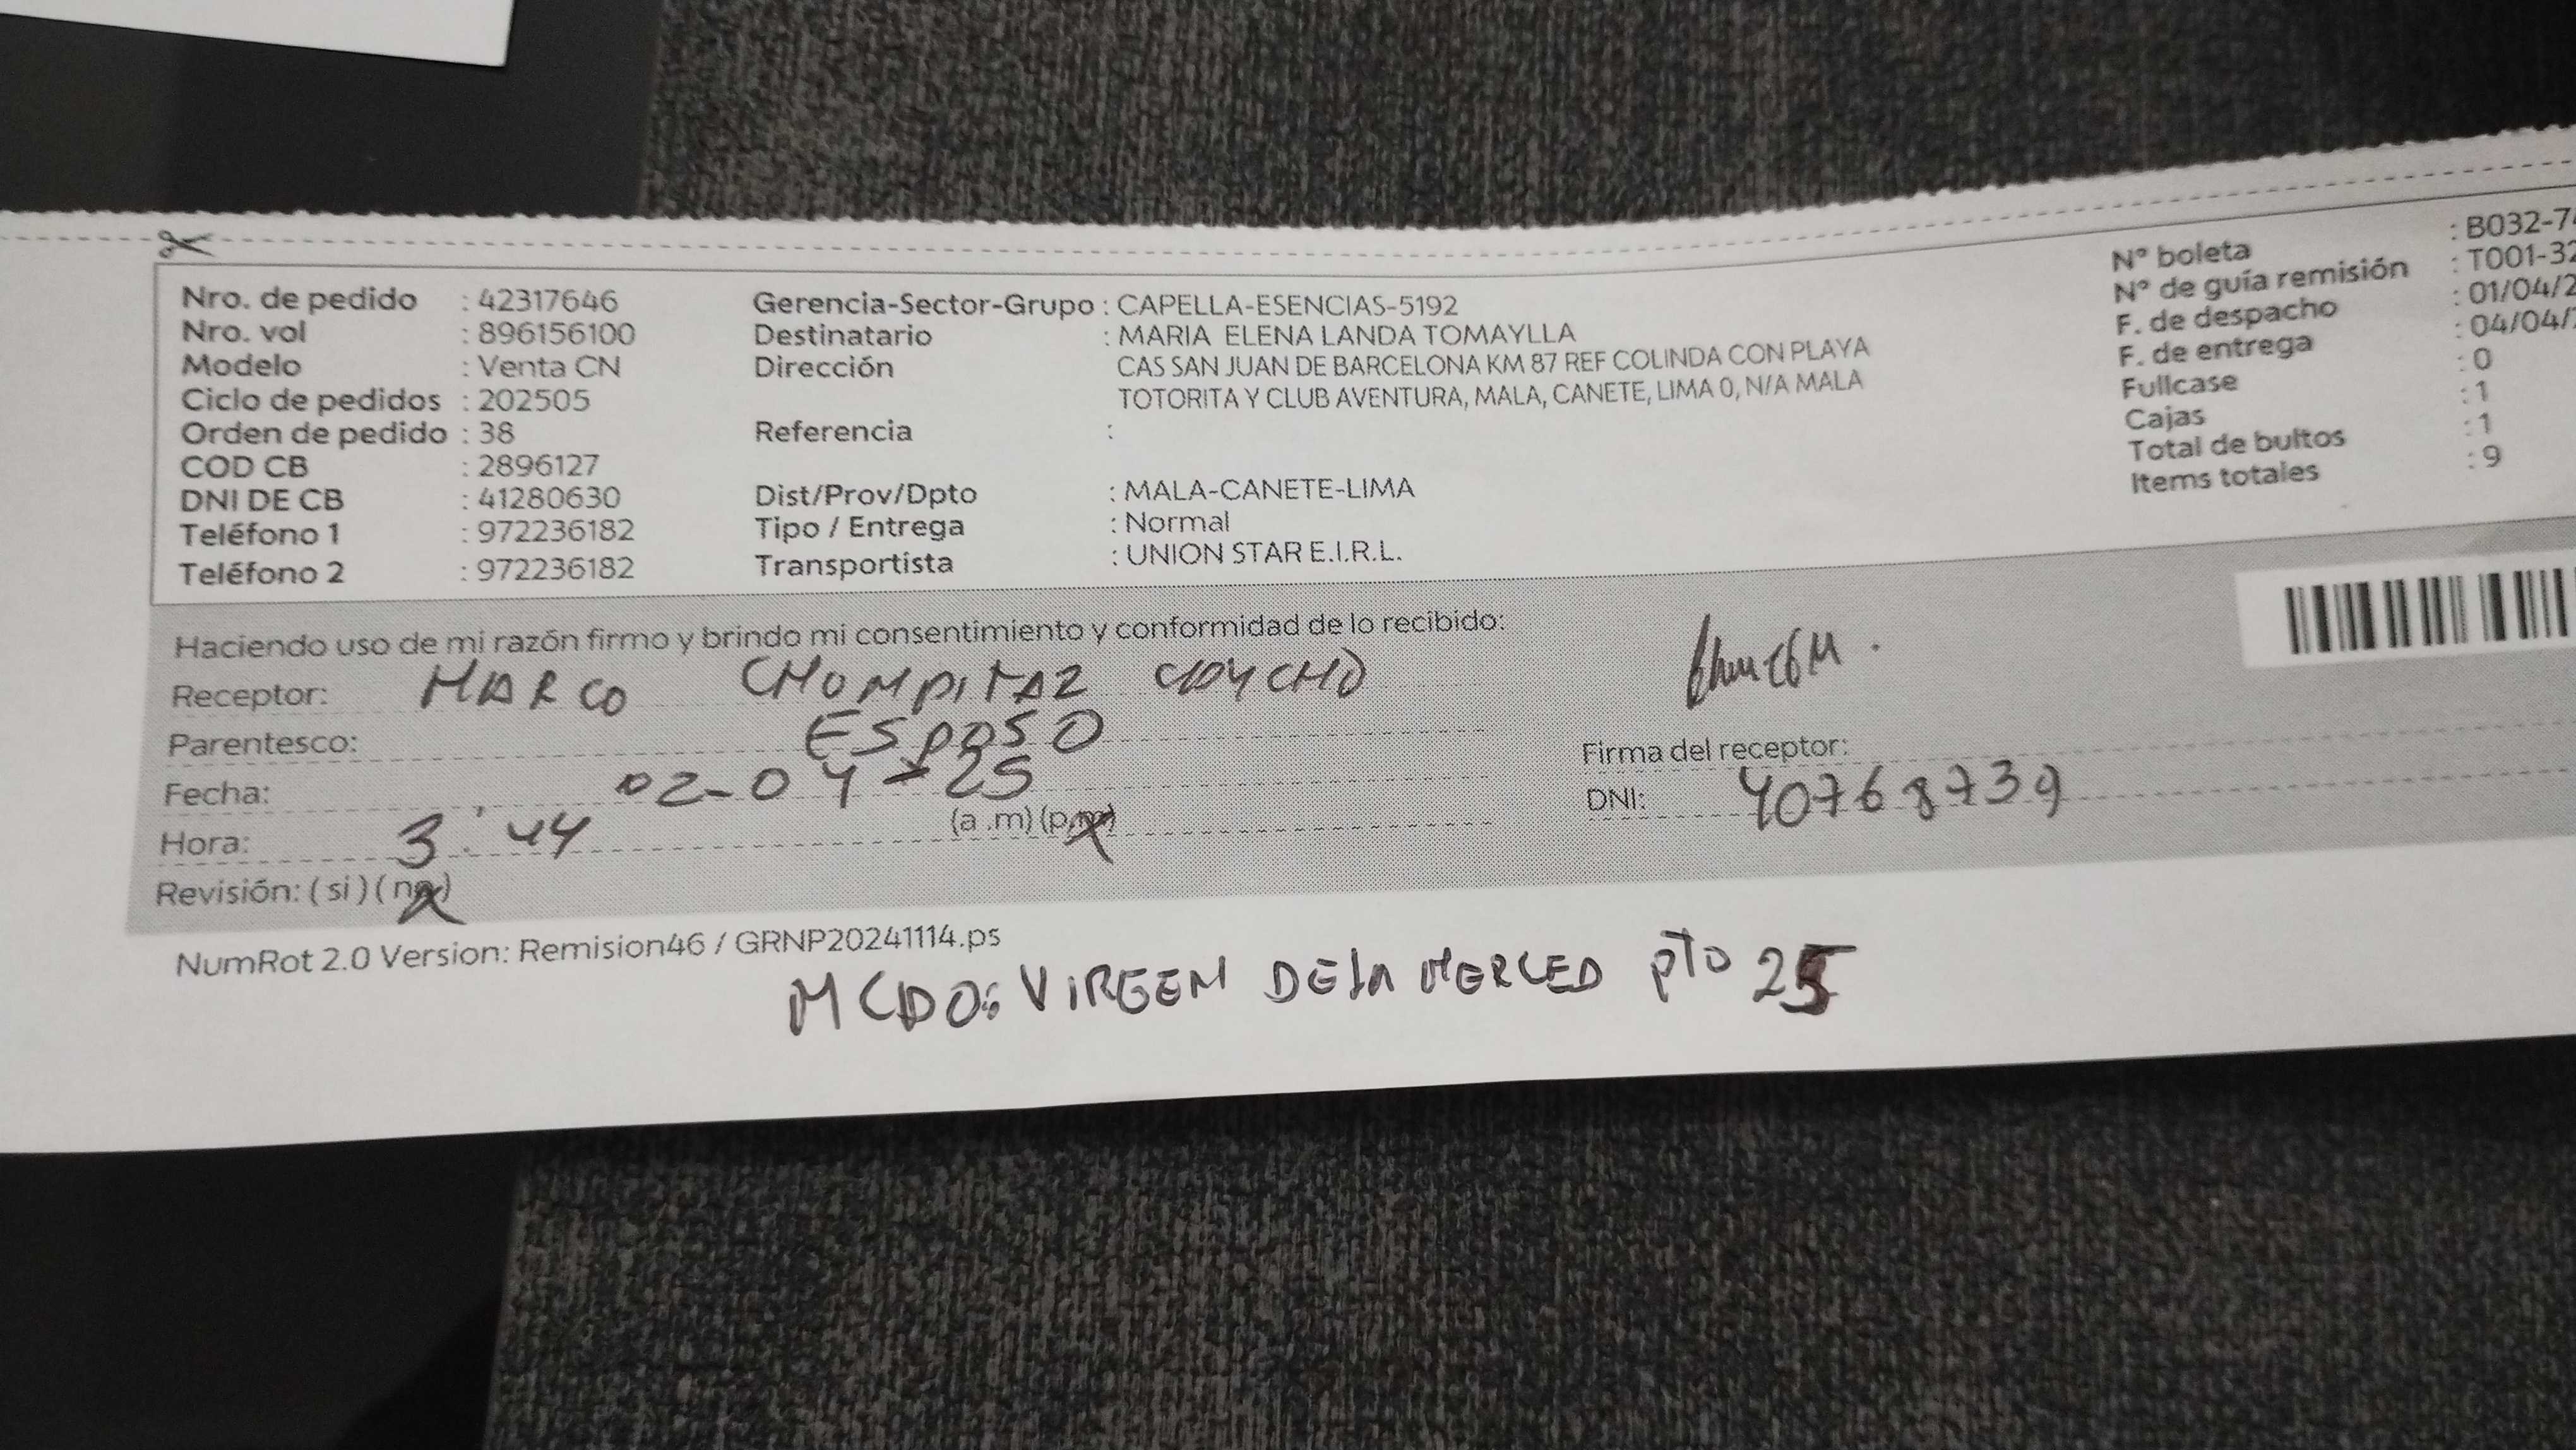 Nro. de pedido : 42317646
Nro. vol : 896156100
Modelo : Venta CN
Ciclo de pedidos : 202505
Orden de pedido : 38
COD CB : 2896127
DNI DE CB : 41280630
Teléfono 1 : 972236182
Teléfono 2 : 972236182
Gerencia-Sector-Grupo : CAPELLA-ESENCIAS-5192
Destinatario : MARIA ELENA LANDA TOMAYLLA
Dirección CAS SAN JUAN DE BARCELONA KM 87 REF COLINDA CON PLAYA
TOTORITA Y CLUB AVENTURA, MALA, CANETE, LIMA 0, N/A MALA
Referencia :
Dist/Prov/Dpto : MALA-CANETE-LIMA
Tipo / Entrega : Normal
Transportista : UNION STAR E.I.R.L.
N° boleta : B032-7
N° de guía remisión : T001-32
F. de despacho : 01/04/2
F. de entrega : 04/04/
Fullcase : 0
Cajas : 1
Total de bultos : 1
Items totales : 9
Haciendo uso de mi razón firmo y brindo mi consentimiento y conformidad de lo recibido:
Receptor: MARCO CHUMPITAZ
Parentesco: ESPOSO
Fecha: 02-04-25
Hora: 3:44 (a .m) (p.m)
Revisión: ( si ) ( no )
Firma del receptor:
DNI: 40768739
NumRot 2.0 Version: Remision46 / GRNP20241114.ps
MCDO: VIRGEN DE LA MERCED pto 25